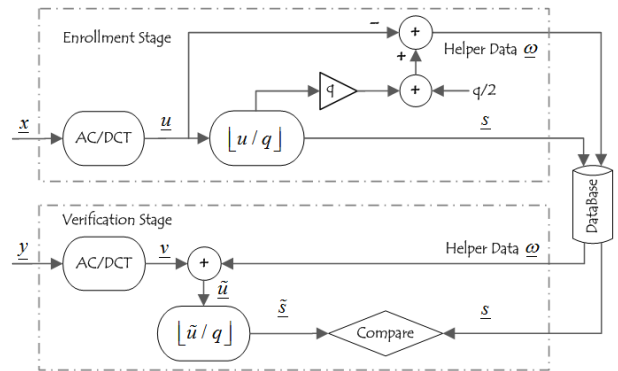 Enrollment Stage
−
+
+
Helper Data ω
q
+
q/2
x
AC/DCT
u
⌊u / q⌋
s
DataBase
Verification Stage
y
AC/DCT
v
+
Helper Data ω
ũ
⌊ũ / q⌋
s̃
Compare
s